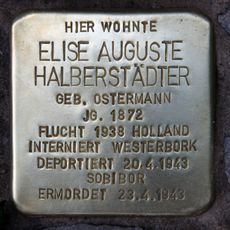 HIER WOHNTE
ELISE AUGUSTE
HALBERSTÄDTER
GEB. OSTERMANN
JG. 1872
FLUCHT 1938 HOLLAND
INTERNIERT WESTERBORK
DEPORTIERT 20.4.1943
SOBIBOR
ERMORDET 23.4.1943